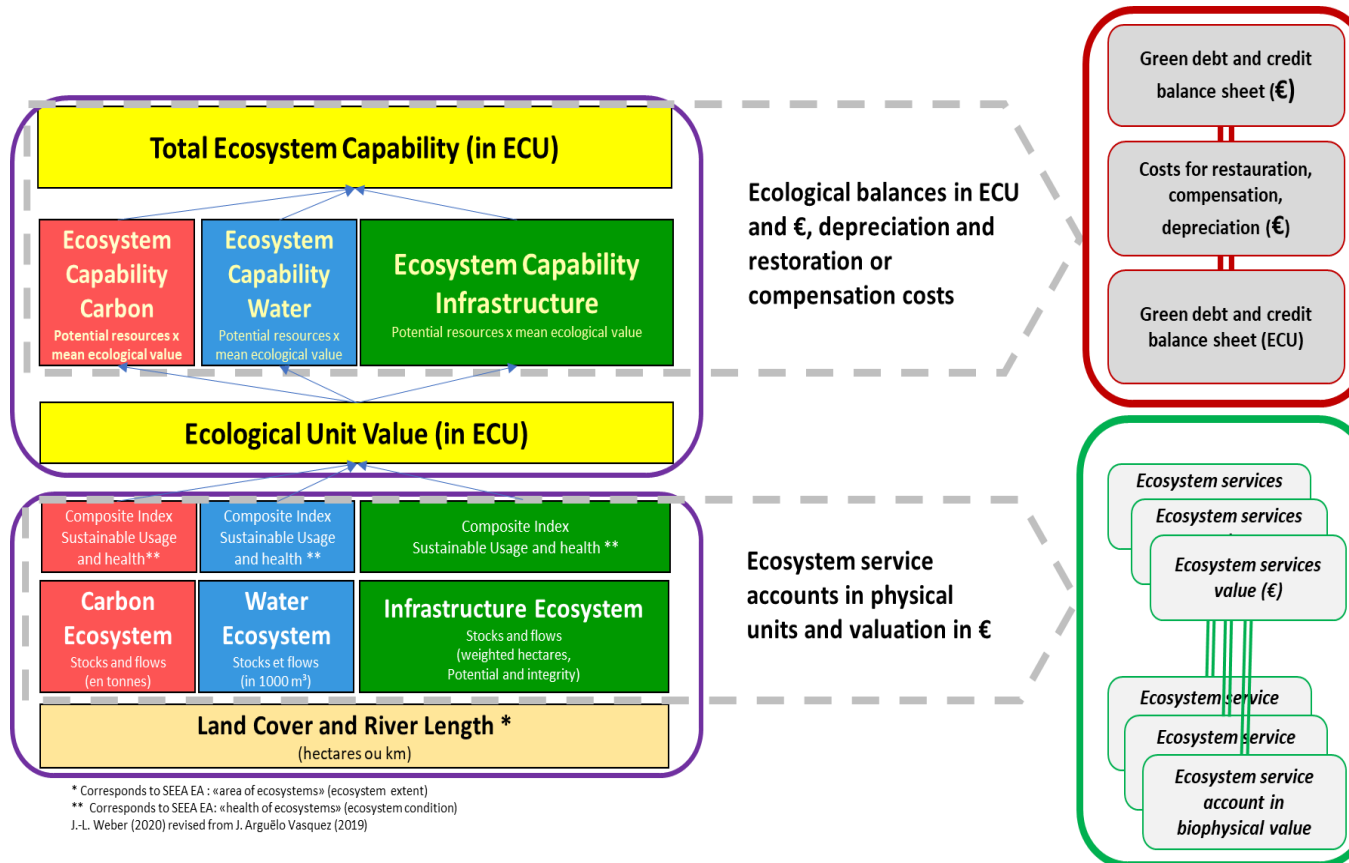 Total Ecosystem Capability (in ECU)
Ecosystem
Capability
Carbon
Potential resources x
mean ecological value
Ecosystem
Capability
Water
Potential resources x
mean ecological value
Ecosystem Capability
Infrastructure
Potential resources x mean ecological value
Ecological Unit Value (in ECU)
Composite Index
Sustainable Usage
and health**
Composite Index
Sustainable Usage
and health **
Composite Index
Sustainable Usage and health **
Carbon
Ecosystem
Stocks and flows
(en tonnes)
Water
Ecosystem
Stocks et flows
(in 1000 m³)
Infrastructure Ecosystem
Stocks and flows
(weighted hectares,
Potential and integrity)
Land Cover and River Length *
(hectares ou km)
* Corresponds to SEEA EA : «area of ecosystems» (ecosystem extent)
** Corresponds to SEEA EA: «health of ecosystems» (ecosystem condition)
J.-L. Weber (2020) revised from J. Arguëlo Vasquez (2019)
Ecological balances in ECU
and €, depreciation and
restoration or
compensation costs
Ecosystem service
accounts in physical
units and valuation in €
Green debt and credit
balance sheet (€)
Costs for restauration,
compensation,
depreciation (€)
Green debt and credit
balance sheet (ECU)
Ecosystem services
Ecosystem services
Ecosystem services
value (€)
Ecosystem service
Ecosystem service
Ecosystem service
account in
biophysical value